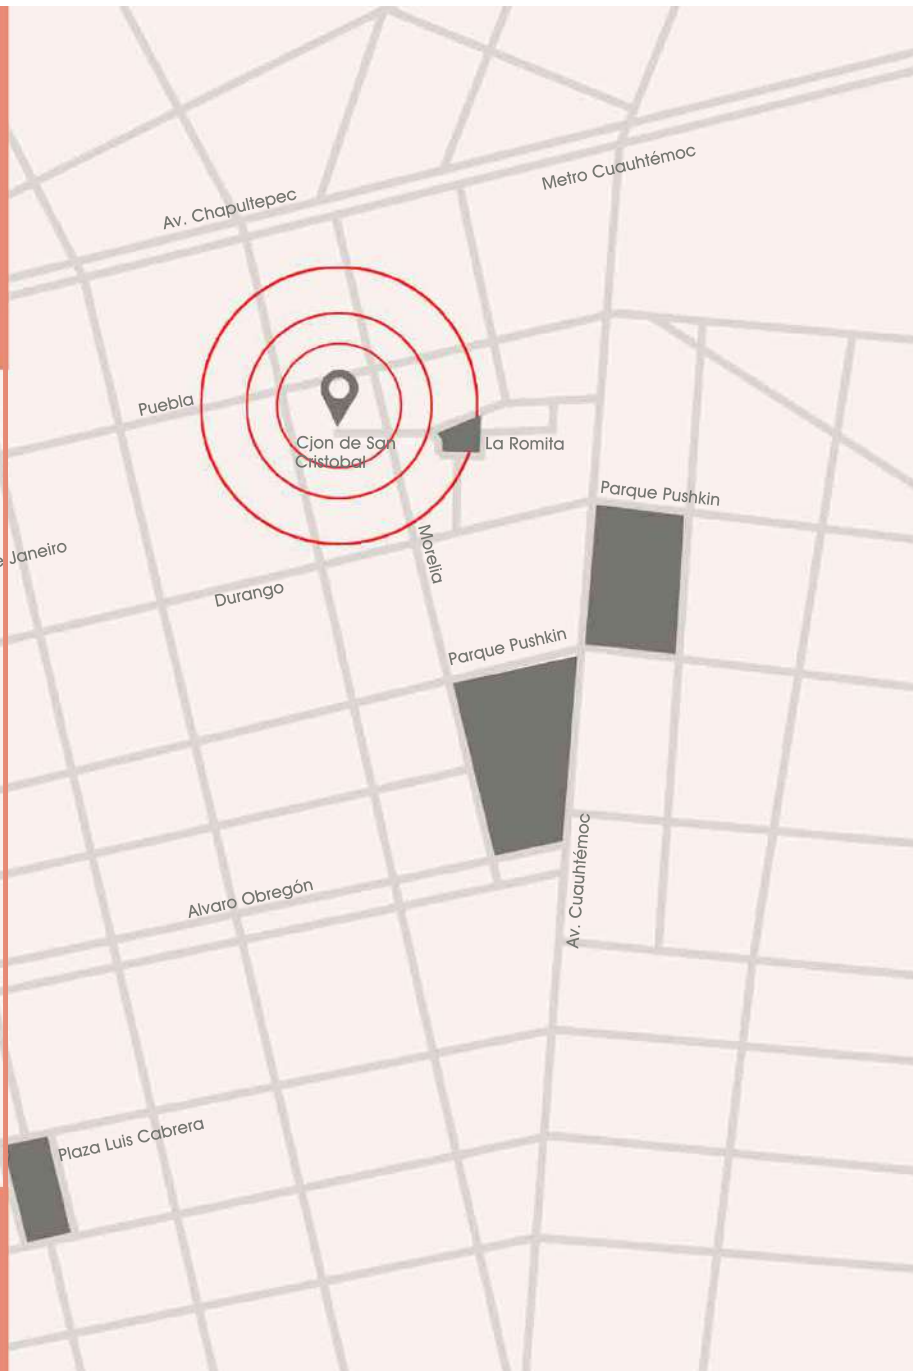 Metro Cuauhtémoc
Av. Chapultepec
Puebla
Cjon de San
Cristobal
La Romita
Parque Pushkin
Morelia
e Janeiro
Durango
Parque Pushkin
Av. Cuauhtémoc
Alvaro Obregón
Plaza Luis Cabrera